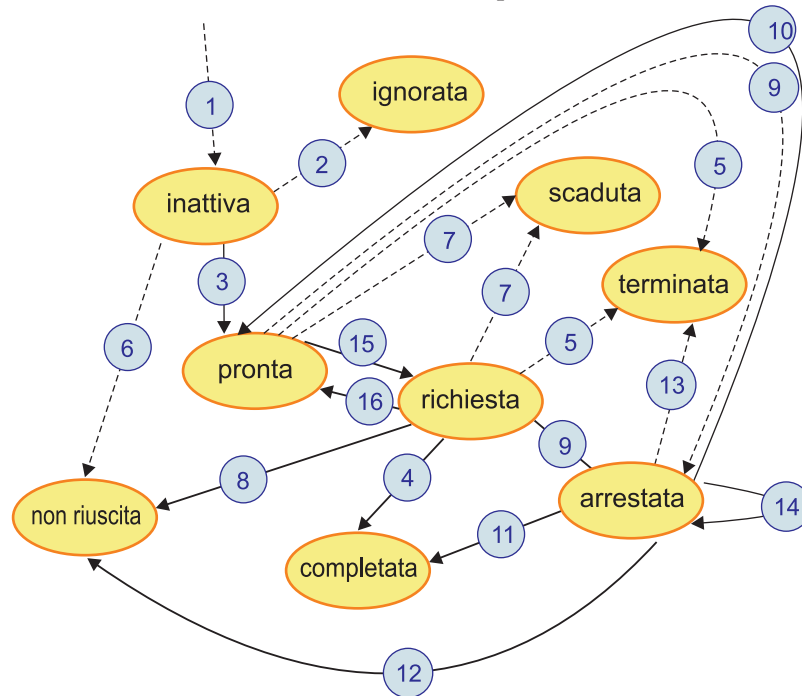 10
9
ignorata
1
2
5
scaduta
inattiva
7
3
7
terminata
6
15
5
pronta
13
16
richiesta
9
8
4
arrestata
14
non riuscita
11
completata
12